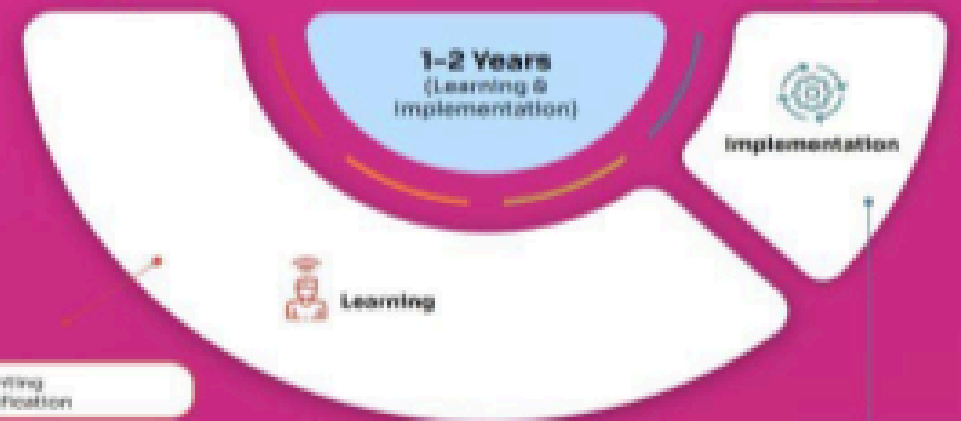 1–2 Years
(Learning &
Implementation)
Implementation
Learning